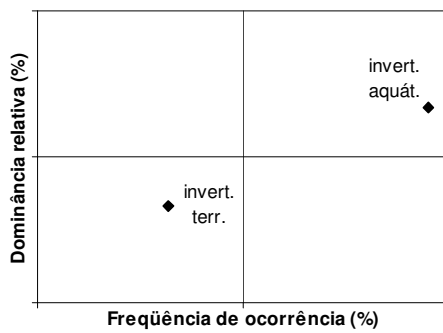 Dominância relativa (%)
invert.
aquát.
invert.
terr.
Freqüência de ocorrência (%)